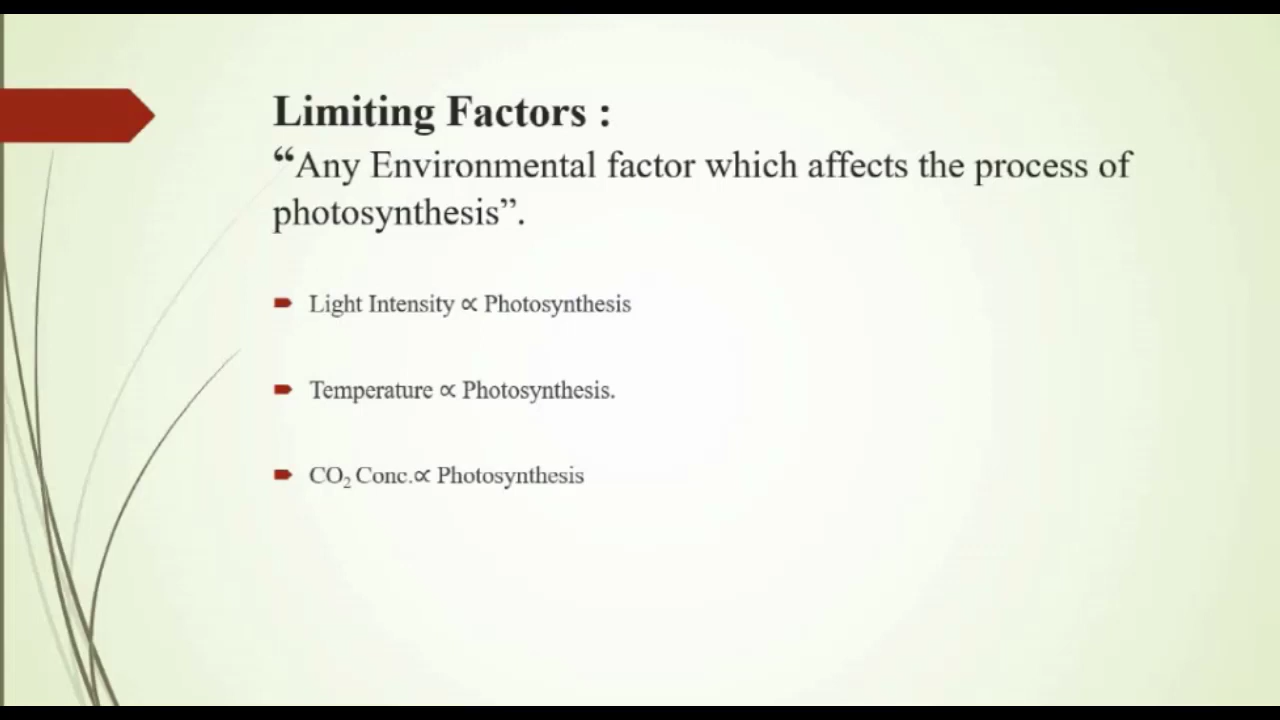 Limiting Factors :
“Any Environmental factor which affects the process of
photosynthesis”.
Light Intensity ∝ Photosynthesis
Temperature ∝ Photosynthesis.
CO₂ Conc.∝ Photosynthesis